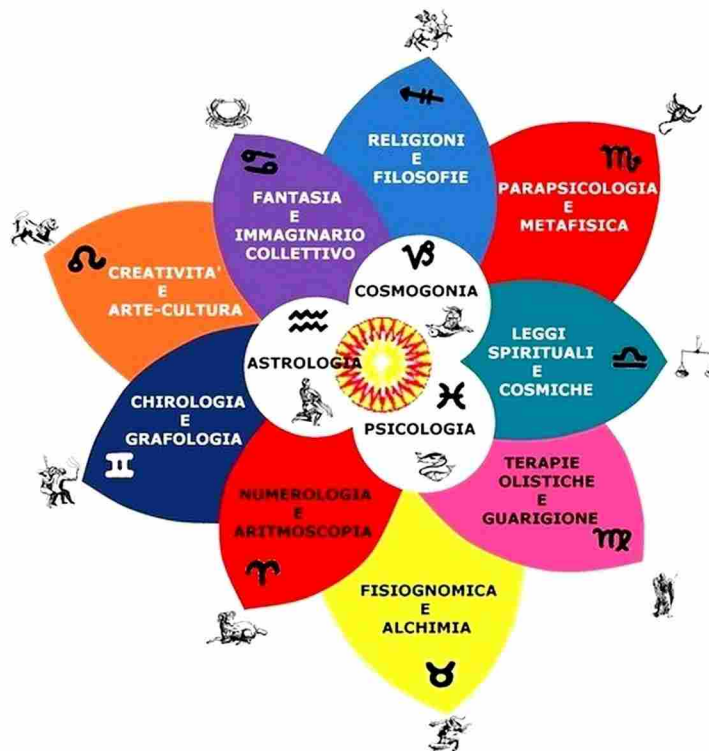 RELIGIONI
E
FILOSOFIE
PARAPSICOLOGIA
E
METAFISICA
FANTASIA
E
IMMAGINARIO
COLLETTIVO
CREATIVITA'
E
ARTE-CULTURA
COSMOGONIA
ASTROLOGIA
PSICOLOGIA
LEGGI
SPIRITUALI
E
COSMICHE
CHIROLOGIA
E
GRAFOLOGIA
TERAPIE
OLISTICHE
E
GUARIGIONE
NUMEROLOGIA
E
ARITMOSCOPIA
FISIOGNOMICA
E
ALCHIMIA